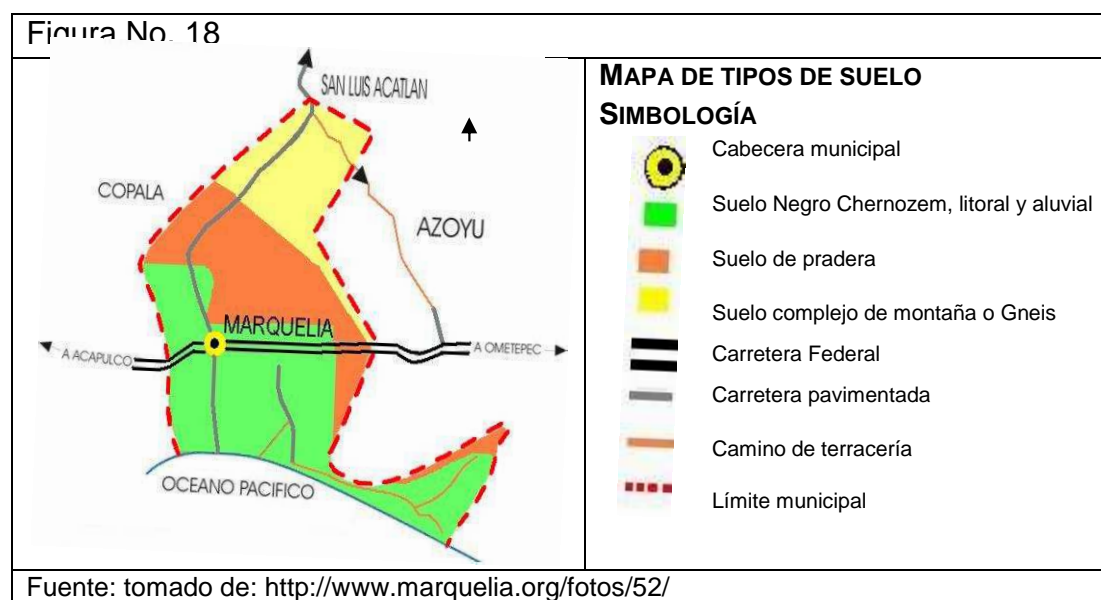 Figura No. 18
SAN LUIS ACATLAN
COPALA
AZOYU
MARQUELIA
A ACAPULCO
A OMETEPEC
OCEANO PACIFICO
MAPA DE TIPOS DE SUELO
SIMBOLOGÍA
Cabecera municipal
Suelo Negro Chernozem, litoral y aluvial
Suelo de pradera
Suelo complejo de montaña o Gneis
Carretera Federal
Carretera pavimentada
Camino de terracería
Límite municipal
Fuente: tomado de: http://www.marquelia.org/fotos/52/